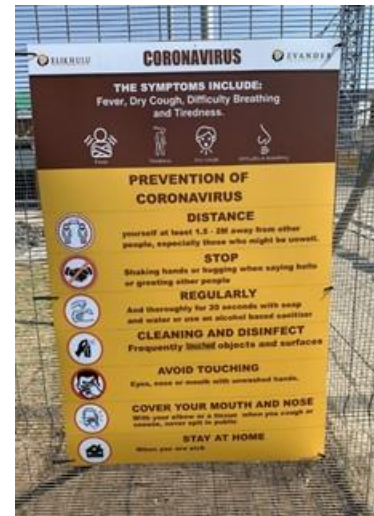 ELIKHULU CORONAVIRUS EVANDER
THE SYMPTOMS INCLUDE:
Fever, Dry Cough, Difficulty Breathing
and Tiredness.
PREVENTION OF
CORONAVIRUS
DISTANCE
yourself at least 1.5 - 2M away from other
people, especially those who might be unwell.
STOP
Shaking hands or hugging when saying hello
or greeting other people
REGULARLY
And thoroughly for 20 seconds with soap
and water or use an alcohol based sanitiser
CLEANING AND DISINFECT
Frequently touched objects and surfaces
AVOID TOUCHING
Eyes, nose or mouth with unwashed hands.
COVER YOUR MOUTH AND NOSE
With your elbow or a tissue when you cough or
sneeze, never spit in public
STAY AT HOME
When you are sick